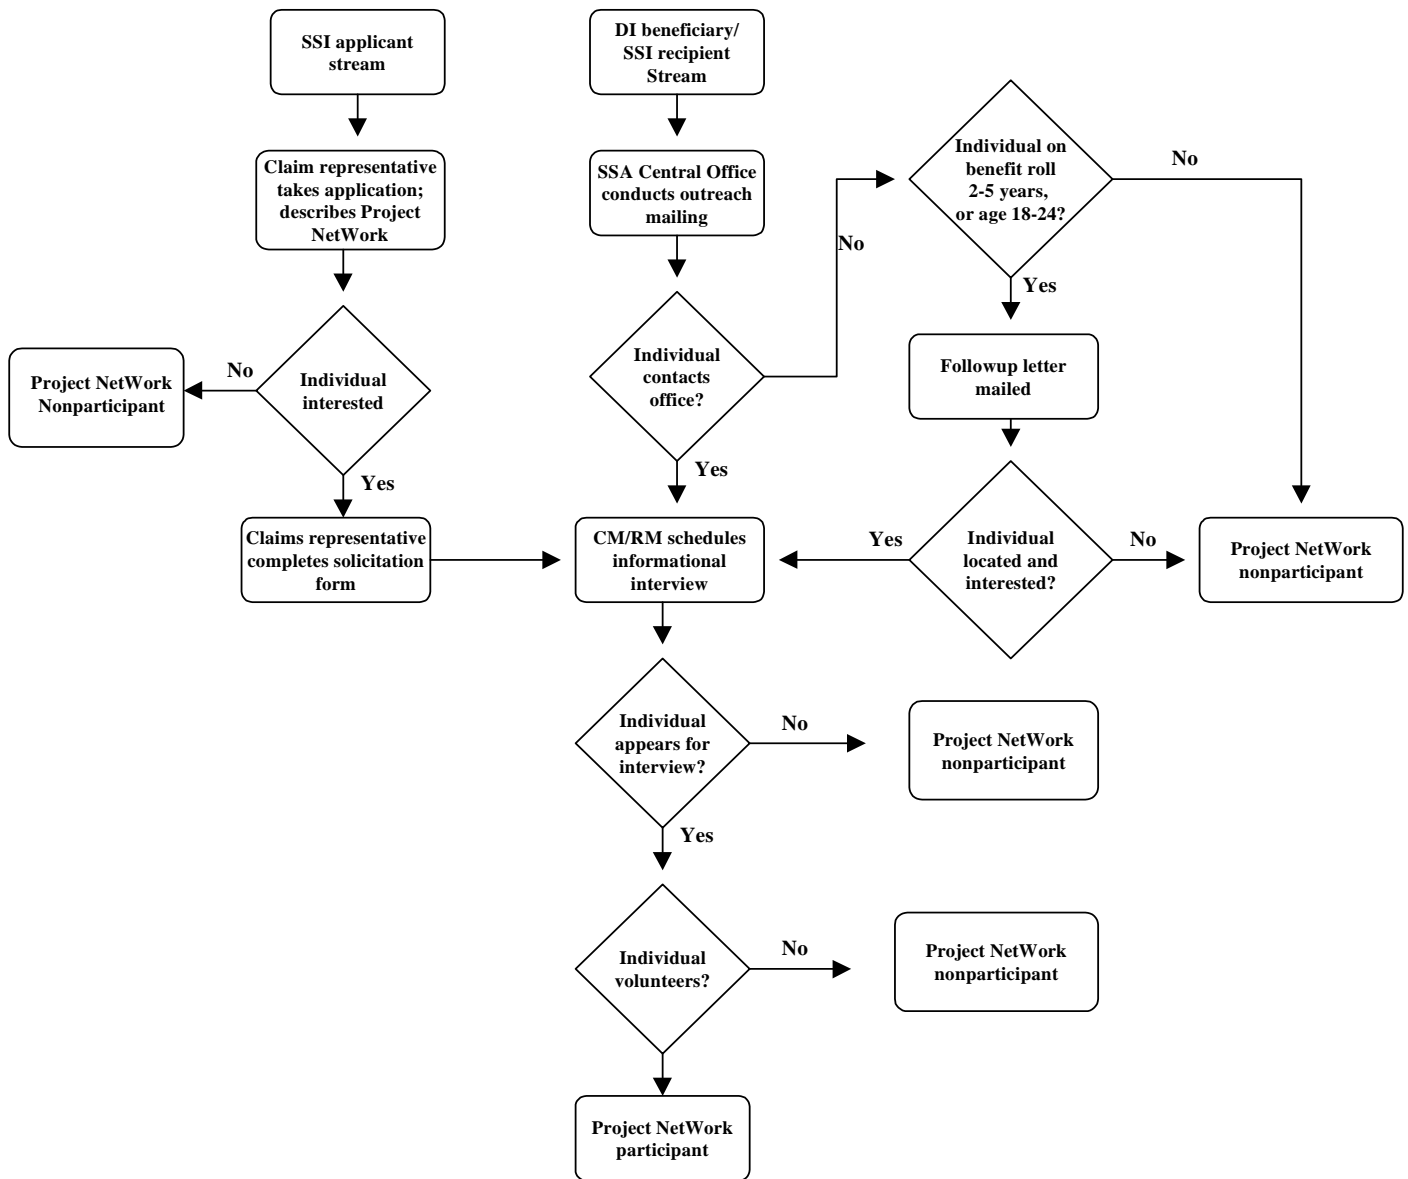 SSI applicant
stream
DI beneficiary/
SSI recipient
Stream
Claim representative
takes application;
describes Project
NetWork
SSA Central Office
conducts outreach
mailing
Individual on
benefit roll
2-5 years,
or age 18-24?
No
No
Yes
Individual
interested
No
Project NetWork
Nonparticipant
Individual
contacts
office?
Followup letter
mailed
Yes
Yes
Claims representative
completes solicitation
form
CM/RM schedules
informational
interview
Yes
Individual
located and
interested?
No
Project NetWork
nonparticipant
Individual
appears for
interview?
No
Project NetWork
nonparticipant
Yes
Individual
volunteers?
No
Project NetWork
nonparticipant
Project NetWork
participant